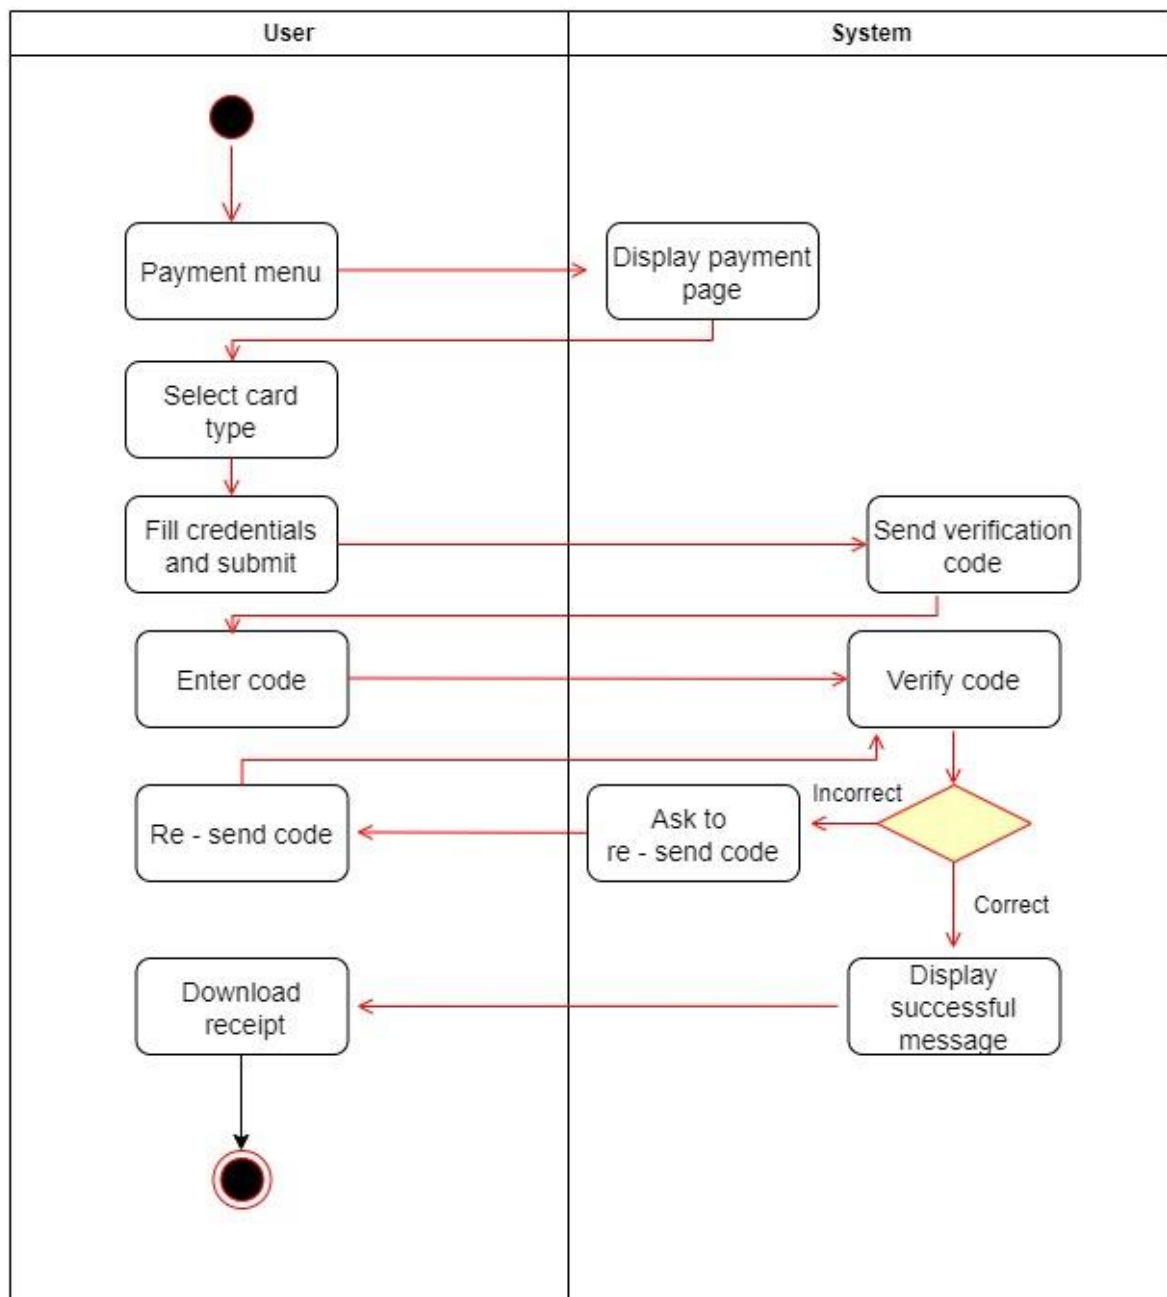 User
System
Payment menu
Display payment
page
Select card
type
Fill credentials
and submit
Send verification
code
Enter code
Verify code
Re - send code
Ask to
re - send code
Incorrect
Correct
Download
receipt
Display
successful
message